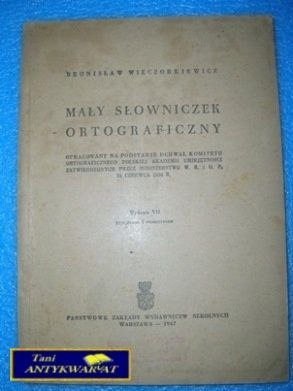 BRONISŁAW WIECZORKIEWICZ
MAŁY SŁOWNICZEK
ORTOGRAFICZNY
OPRACOWANY NA PODSTAWIE UCHWAŁ KOMITETU
ORTOGRAFICZNEGO POLSKIEJ AKADEMII UMIEJĘTNOŚCI
ZATWIERDZONYCH PRZEZ MINISTERSTWO W. R. i O. P.
CZERWCA 1936 R.
Wydanie VII
PAŃSTWOWE ZAKŁADY WYDAWNICTW SZKOLNYCH
WARSZAWA — 1947
Tani
ANTYKWARIAT